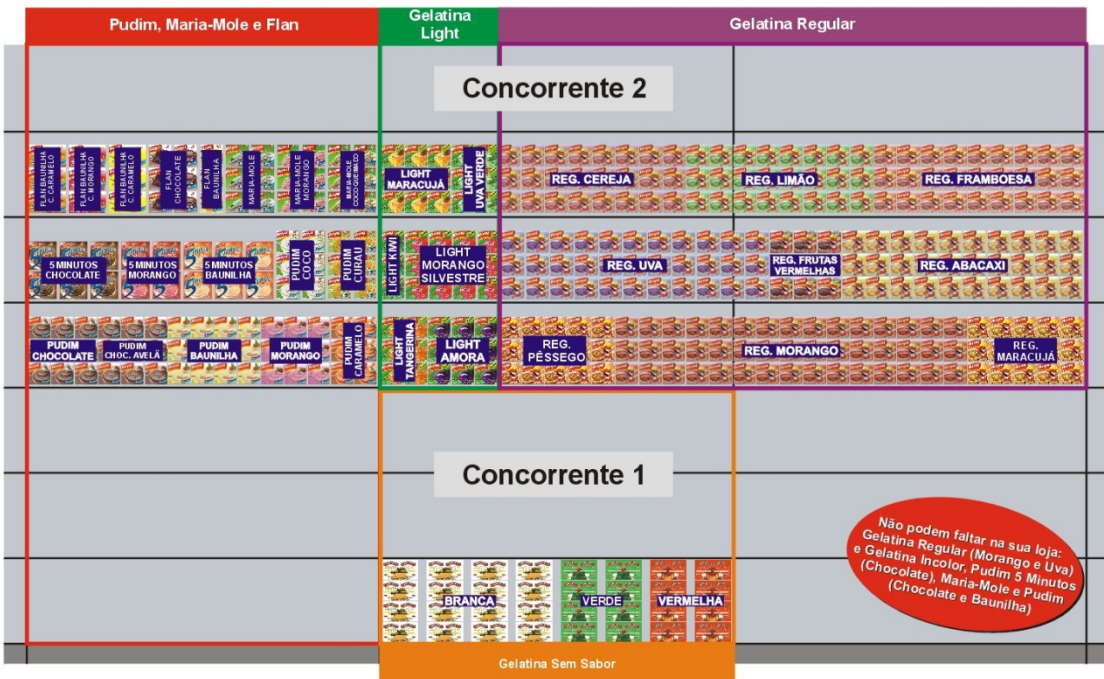 Pudim, Maria-Mole e Flan
Gelatina
Light
Gelatina Regular
Concorrente 2
FLAN BAUNILHA
C. CARAMELO
FLAN BAUNILHA
C. MORANGO
FLAN BAUNILHA
C. CARAMELO
FLAN
CHOCOLATE
FLAN
BAUNILHA
MARIA-MOLE
MARIA-MOLE
MORANGO
MARIA-MOLE
COCO QUEIMADO
LIGHT
MARACUJÁ
LIGHT
UVA VERDE
REG. CEREJA
REG. LIMÃO
REG. FRAMBOESA
5 MINUTOS
CHOCOLATE
5 MINUTOS
MORANGO
5 MINUTOS
BAUNILHA
PUDIM
COCO
PUDIM
CURAU
LIGHT KIWI
LIGHT
MORANGO
SILVESTRE
REG. UVA
REG. FRUTAS
VERMELHAS
REG. ABACAXI
PUDIM
CHOCOLATE
PUDIM
CHOC. AVELÃ
PUDIM
BAUNILHA
PUDIM
MORANGO
PUDIM
CARAMELO
LIGHT
TANGERINA
LIGHT
AMORA
REG.
PÊSSEGO
REG. MORANGO
REG.
MARACUJÁ
Concorrente 1
BRANCA
VERDE
VERMELHA
Gelatina Sem Sabor
Não podem faltar na sua loja:
Gelatina Regular (Morango e Uva)
e Gelatina Incolor, Pudim 5 Minutos
(Chocolate), Maria-Mole e Pudim
(Chocolate e Baunilha)